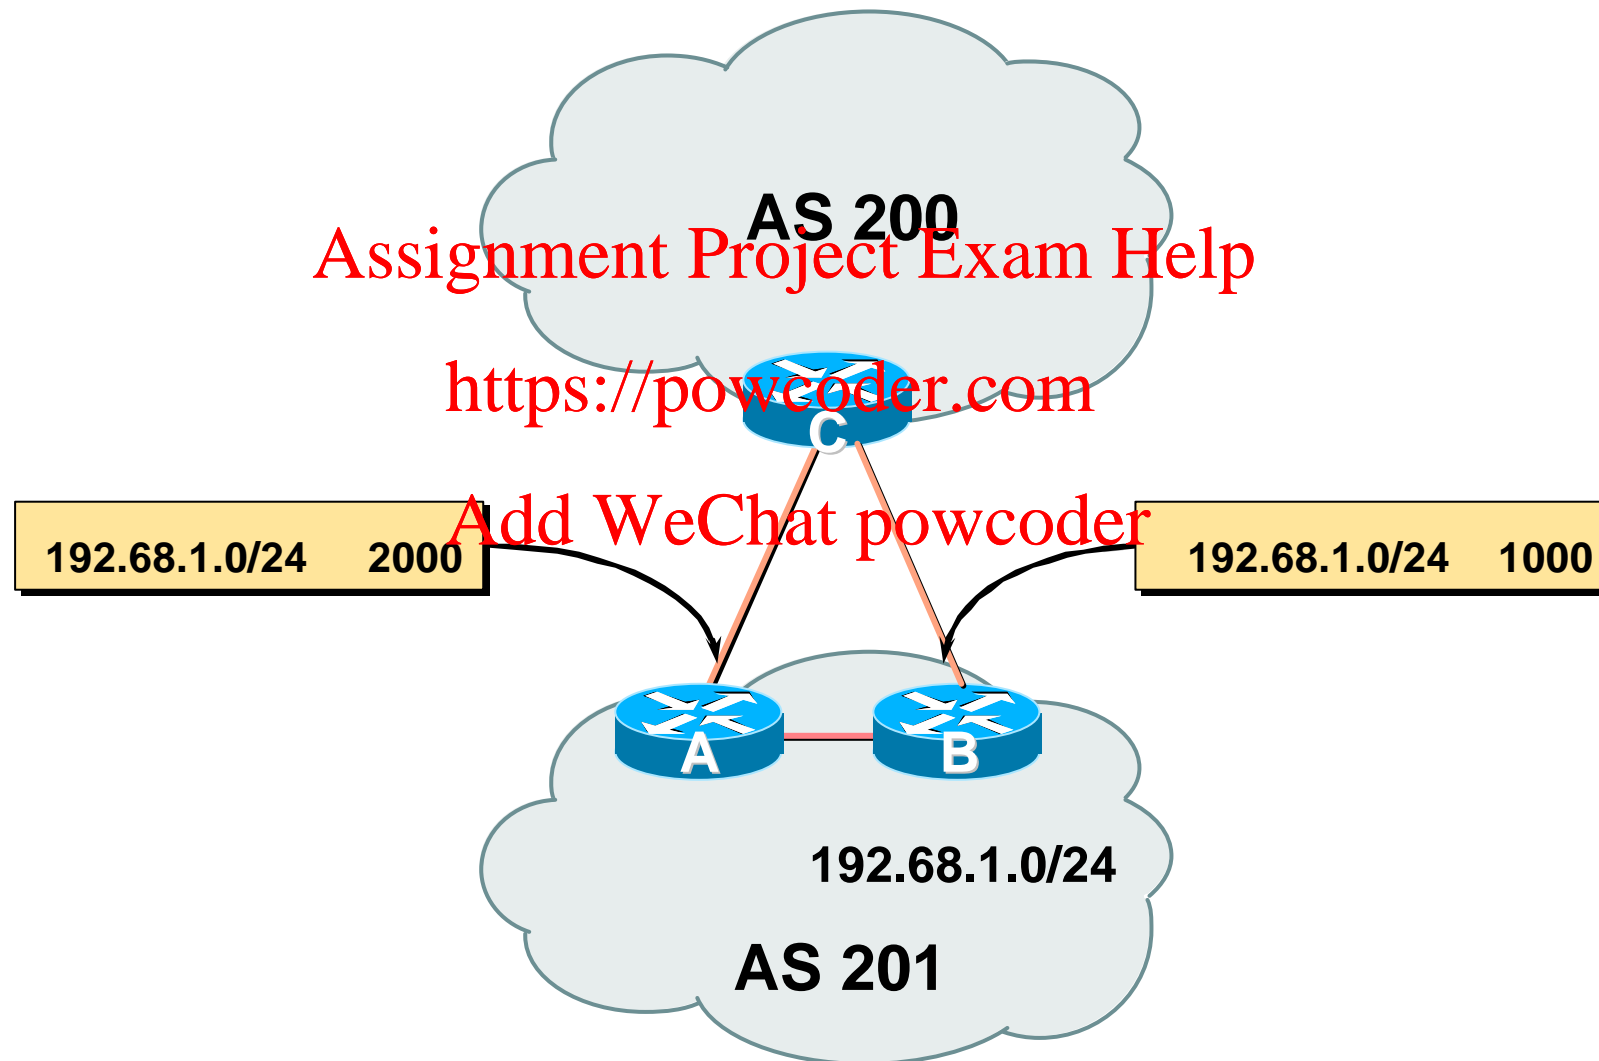 AS 200
Assignment Project Exam Help
https://powcoder.com
C
Add WeChat powcoder
192.68.1.0/24 2000
192.68.1.0/24 1000
A
B
192.68.1.0/24
AS 201